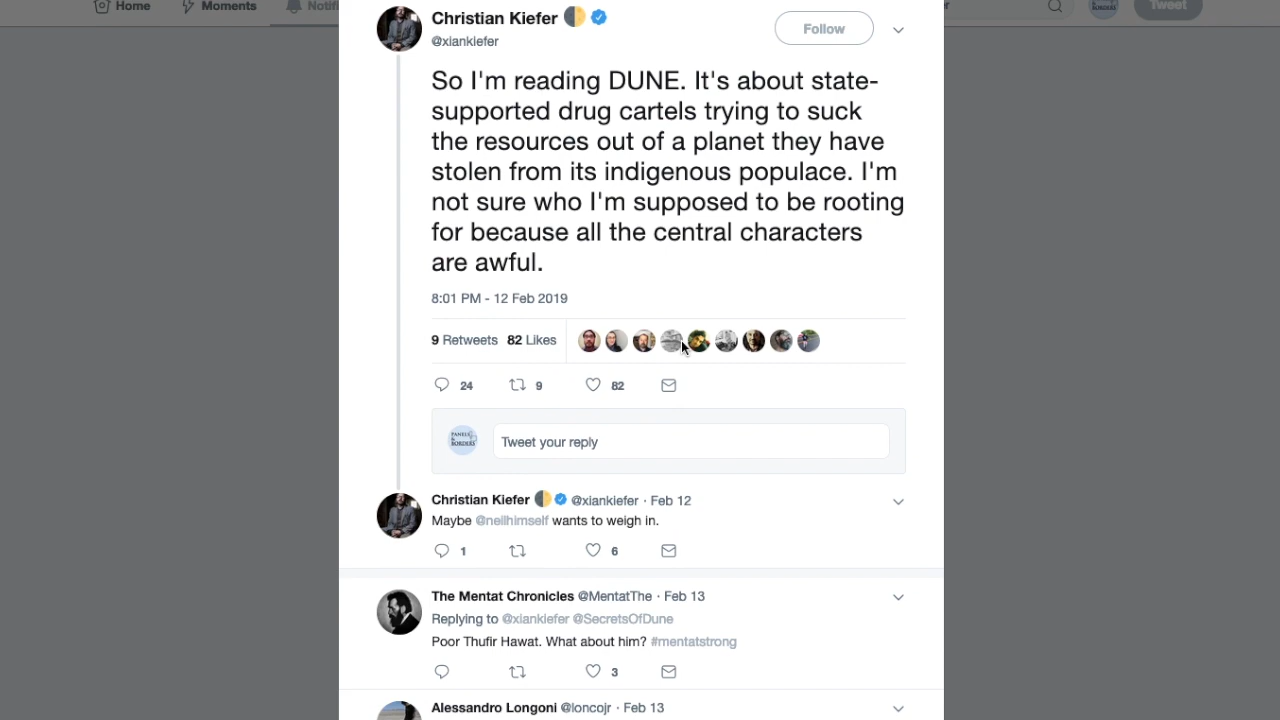 Home Moments Notifi Tweet
Christian Kiefer
Follow
@xiankiefer
So I'm reading DUNE. It's about state-
supported drug cartels trying to suck
the resources out of a planet they have
stolen from its indigenous populace. I'm
not sure who I'm supposed to be rooting
for because all the central characters
are awful.
8:01 PM - 12 Feb 2019
9 Retweets 82 Likes
24 9 82
PANELS & BORDERS
Tweet your reply
Christian Kiefer @xiankiefer · Feb 12
Maybe @neilhimself wants to weigh in.
1 6
The Mentat Chronicles @MentatThe · Feb 13
Replying to @xiankiefer @SecretsOfDune
Poor Thufir Hawat. What about him? #mentatstrong
3
Alessandro Longoni @loncojr · Feb 13